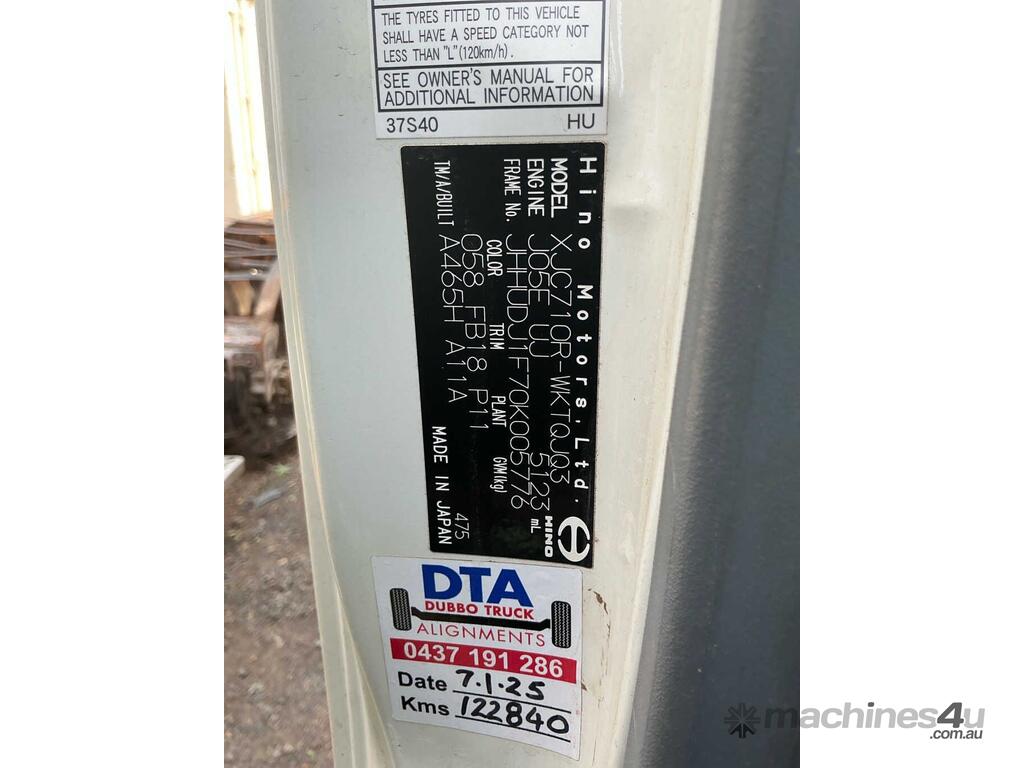 THE TYRES FITTED TO THIS VEHICLE
SHALL HAVE A SPEED CATEGORY NOT
LESS THAN "L"(120km/h).
SEE OWNER'S MANUAL FOR
ADDITIONAL INFORMATION
37S40 HU
Hino Motors,Ltd.
HINO
MODEL XJC710R-WKTQJQ3
ENGINE J05E UJ 5123 mL
FRAME No. JHHUDJ1F70K005776
COLOR TRIM PLANT GVM(kg)
058 FB18 P11
TM/A/BUILT A465H A11A
475
MADE IN JAPAN
DTA
DUBBO TRUCK
ALIGNMENTS
0437 191 286
Date 7.1.25
Kms 122840
machines4u
.com.au